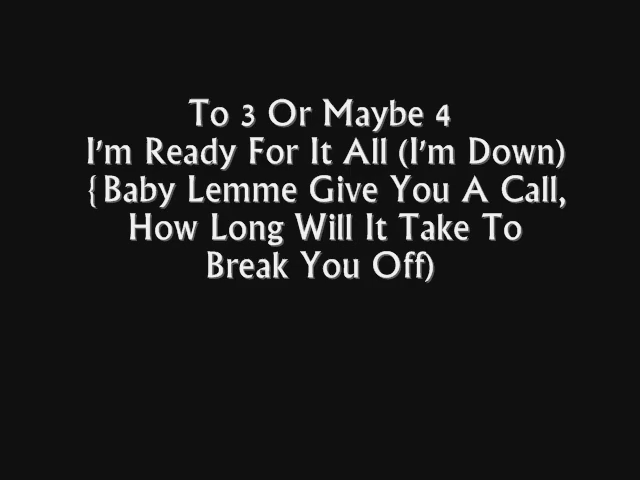 To 3 Or Maybe 4
I'm Ready For It All (I'm Down)
{Baby Lemme Give You A Call,
How Long Will It Take To
Break You Off)